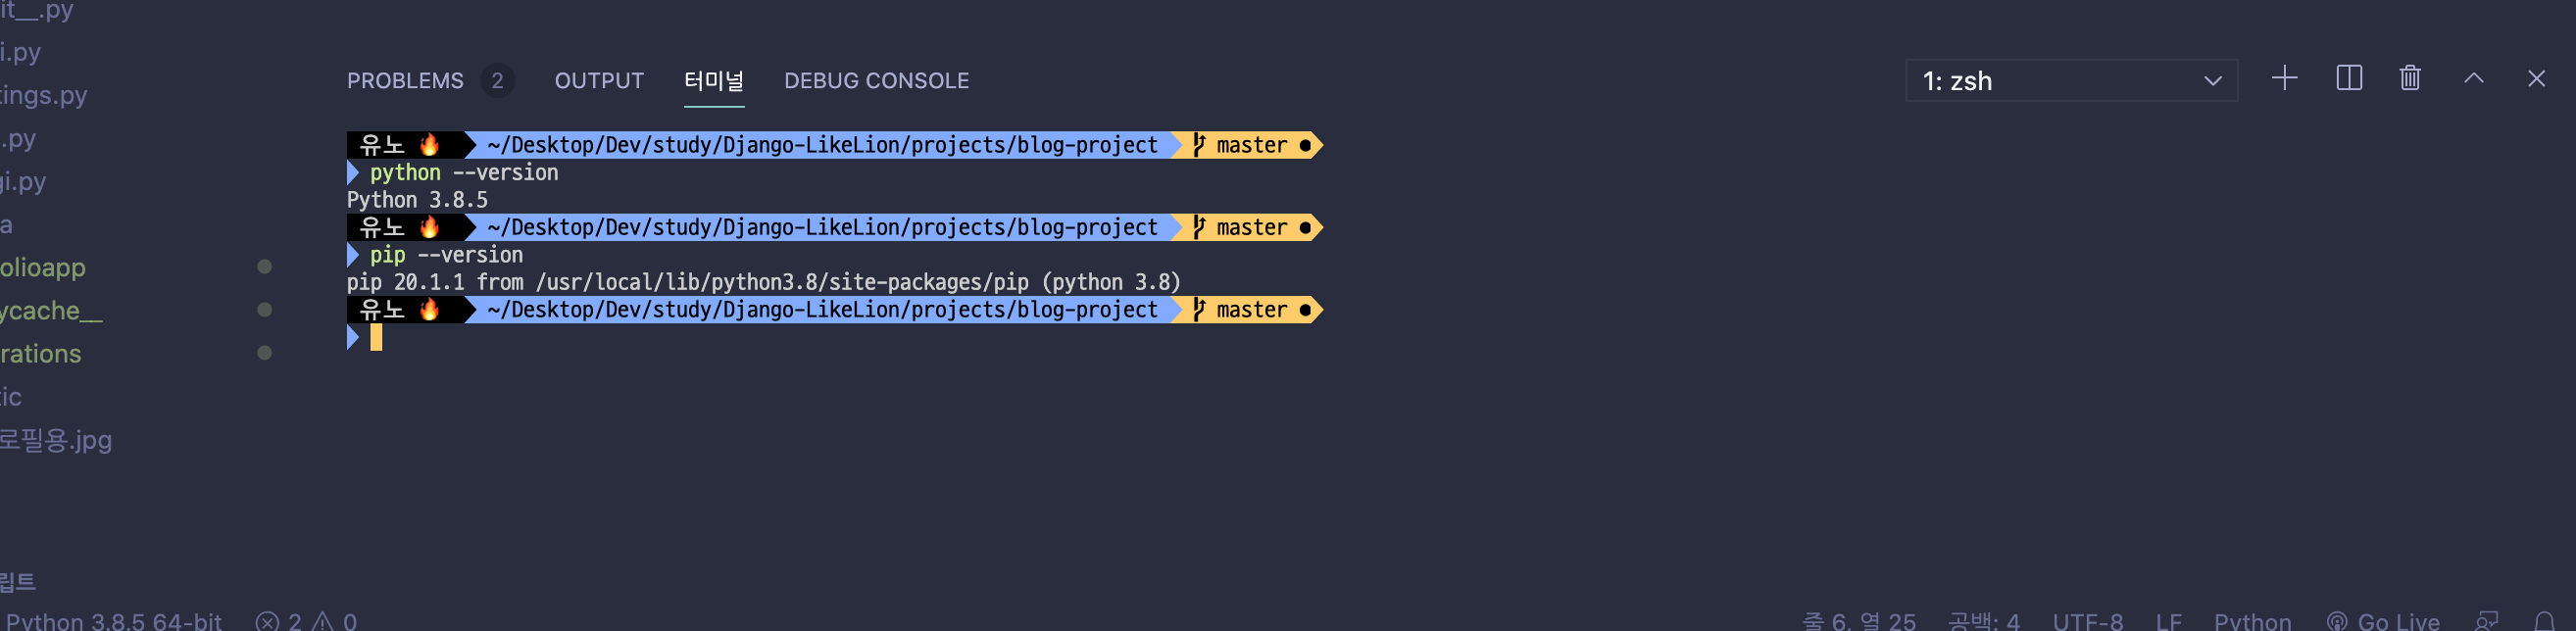 it__.py
i.py
tings.py
.py
gi.py
a
olioapp
ycache__
rations
tic
로필용.jpg
립트
PROBLEMS 2 OUTPUT 터미널 DEBUG CONSOLE 1: zsh
유노 🔥 ~/Desktop/Dev/study/Django-LikeLion/projects/blog-project master ●
python --version
Python 3.8.5
유노 🔥 ~/Desktop/Dev/study/Django-LikeLion/projects/blog-project master ●
pip --version
pip 20.1.1 from /usr/local/lib/python3.8/site-packages/pip (python 3.8)
유노 🔥 ~/Desktop/Dev/study/Django-LikeLion/projects/blog-project master ●
Python 3.8.5 64-bit 2 0 줄 6, 열 25 공백: 4 UTF-8 LF Python Go Live